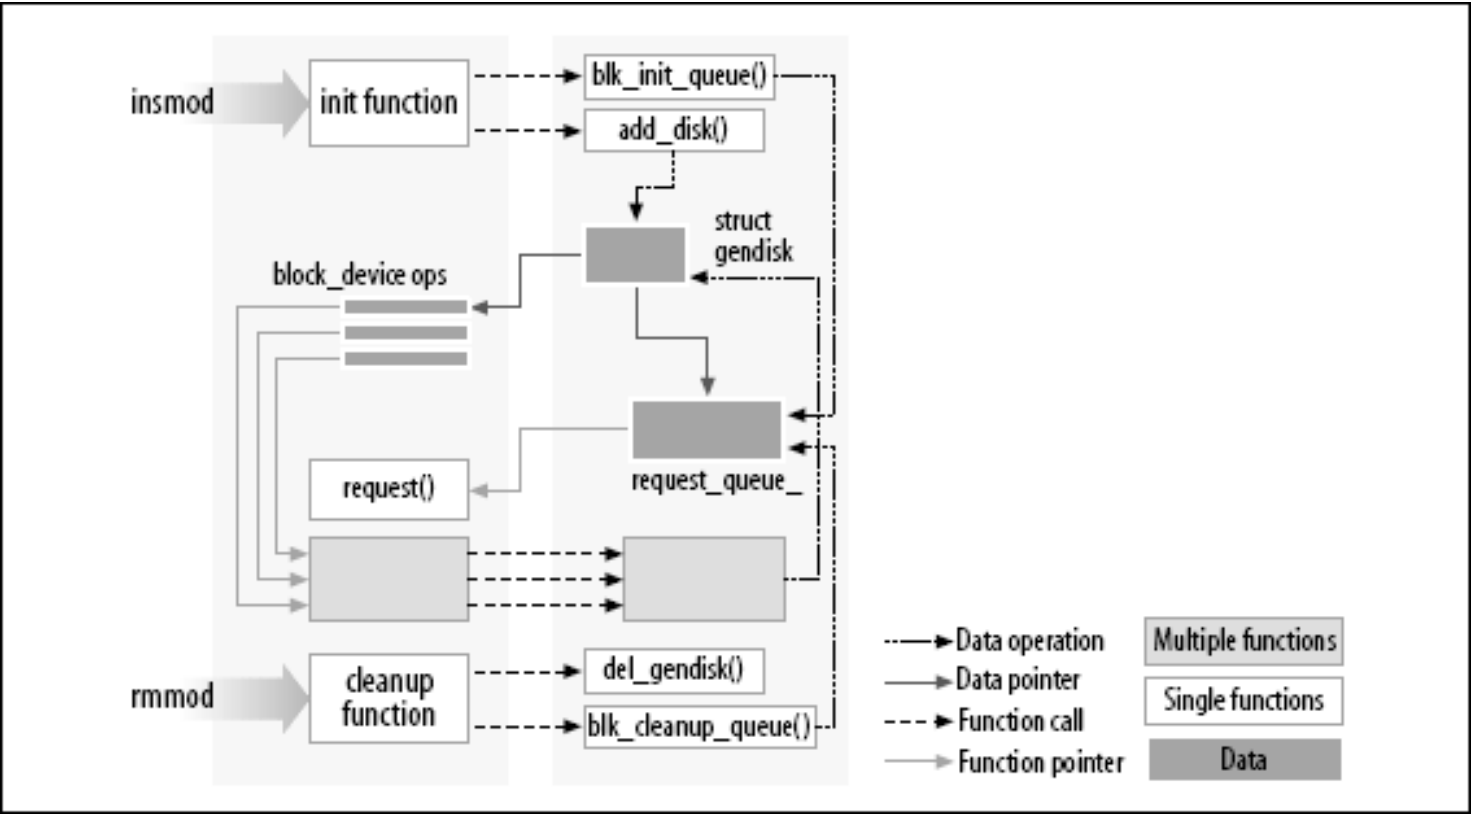 insmod
init function
blk_init_queue()
add_disk()
struct
gendisk
block_device ops
request_queue_
request()
rmmod
cleanup
function
del_gendisk()
blk_cleanup_queue()
Data operation
Data pointer
Function call
Function pointer
Multiple functions
Single functions
Data